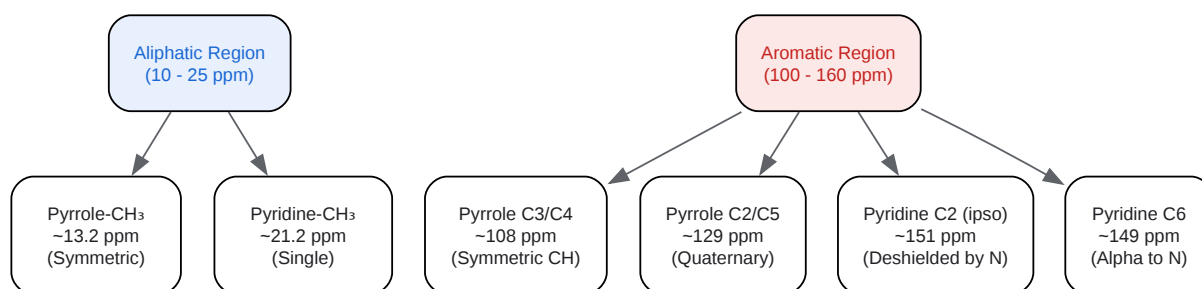 Aliphatic Region
(10 - 25 ppm)
Aromatic Region
(100 - 160 ppm)
Pyrrole-CH₃
~13.2 ppm
(Symmetric)
Pyridine-CH₃
~21.2 ppm
(Single)
Pyrrole C3/C4
~108 ppm
(Symmetric CH)
Pyrrole C2/C5
~129 ppm
(Quaternary)
Pyridine C2 (ipso)
~151 ppm
(Deshielded by N)
Pyridine C6
~149 ppm
(Alpha to N)